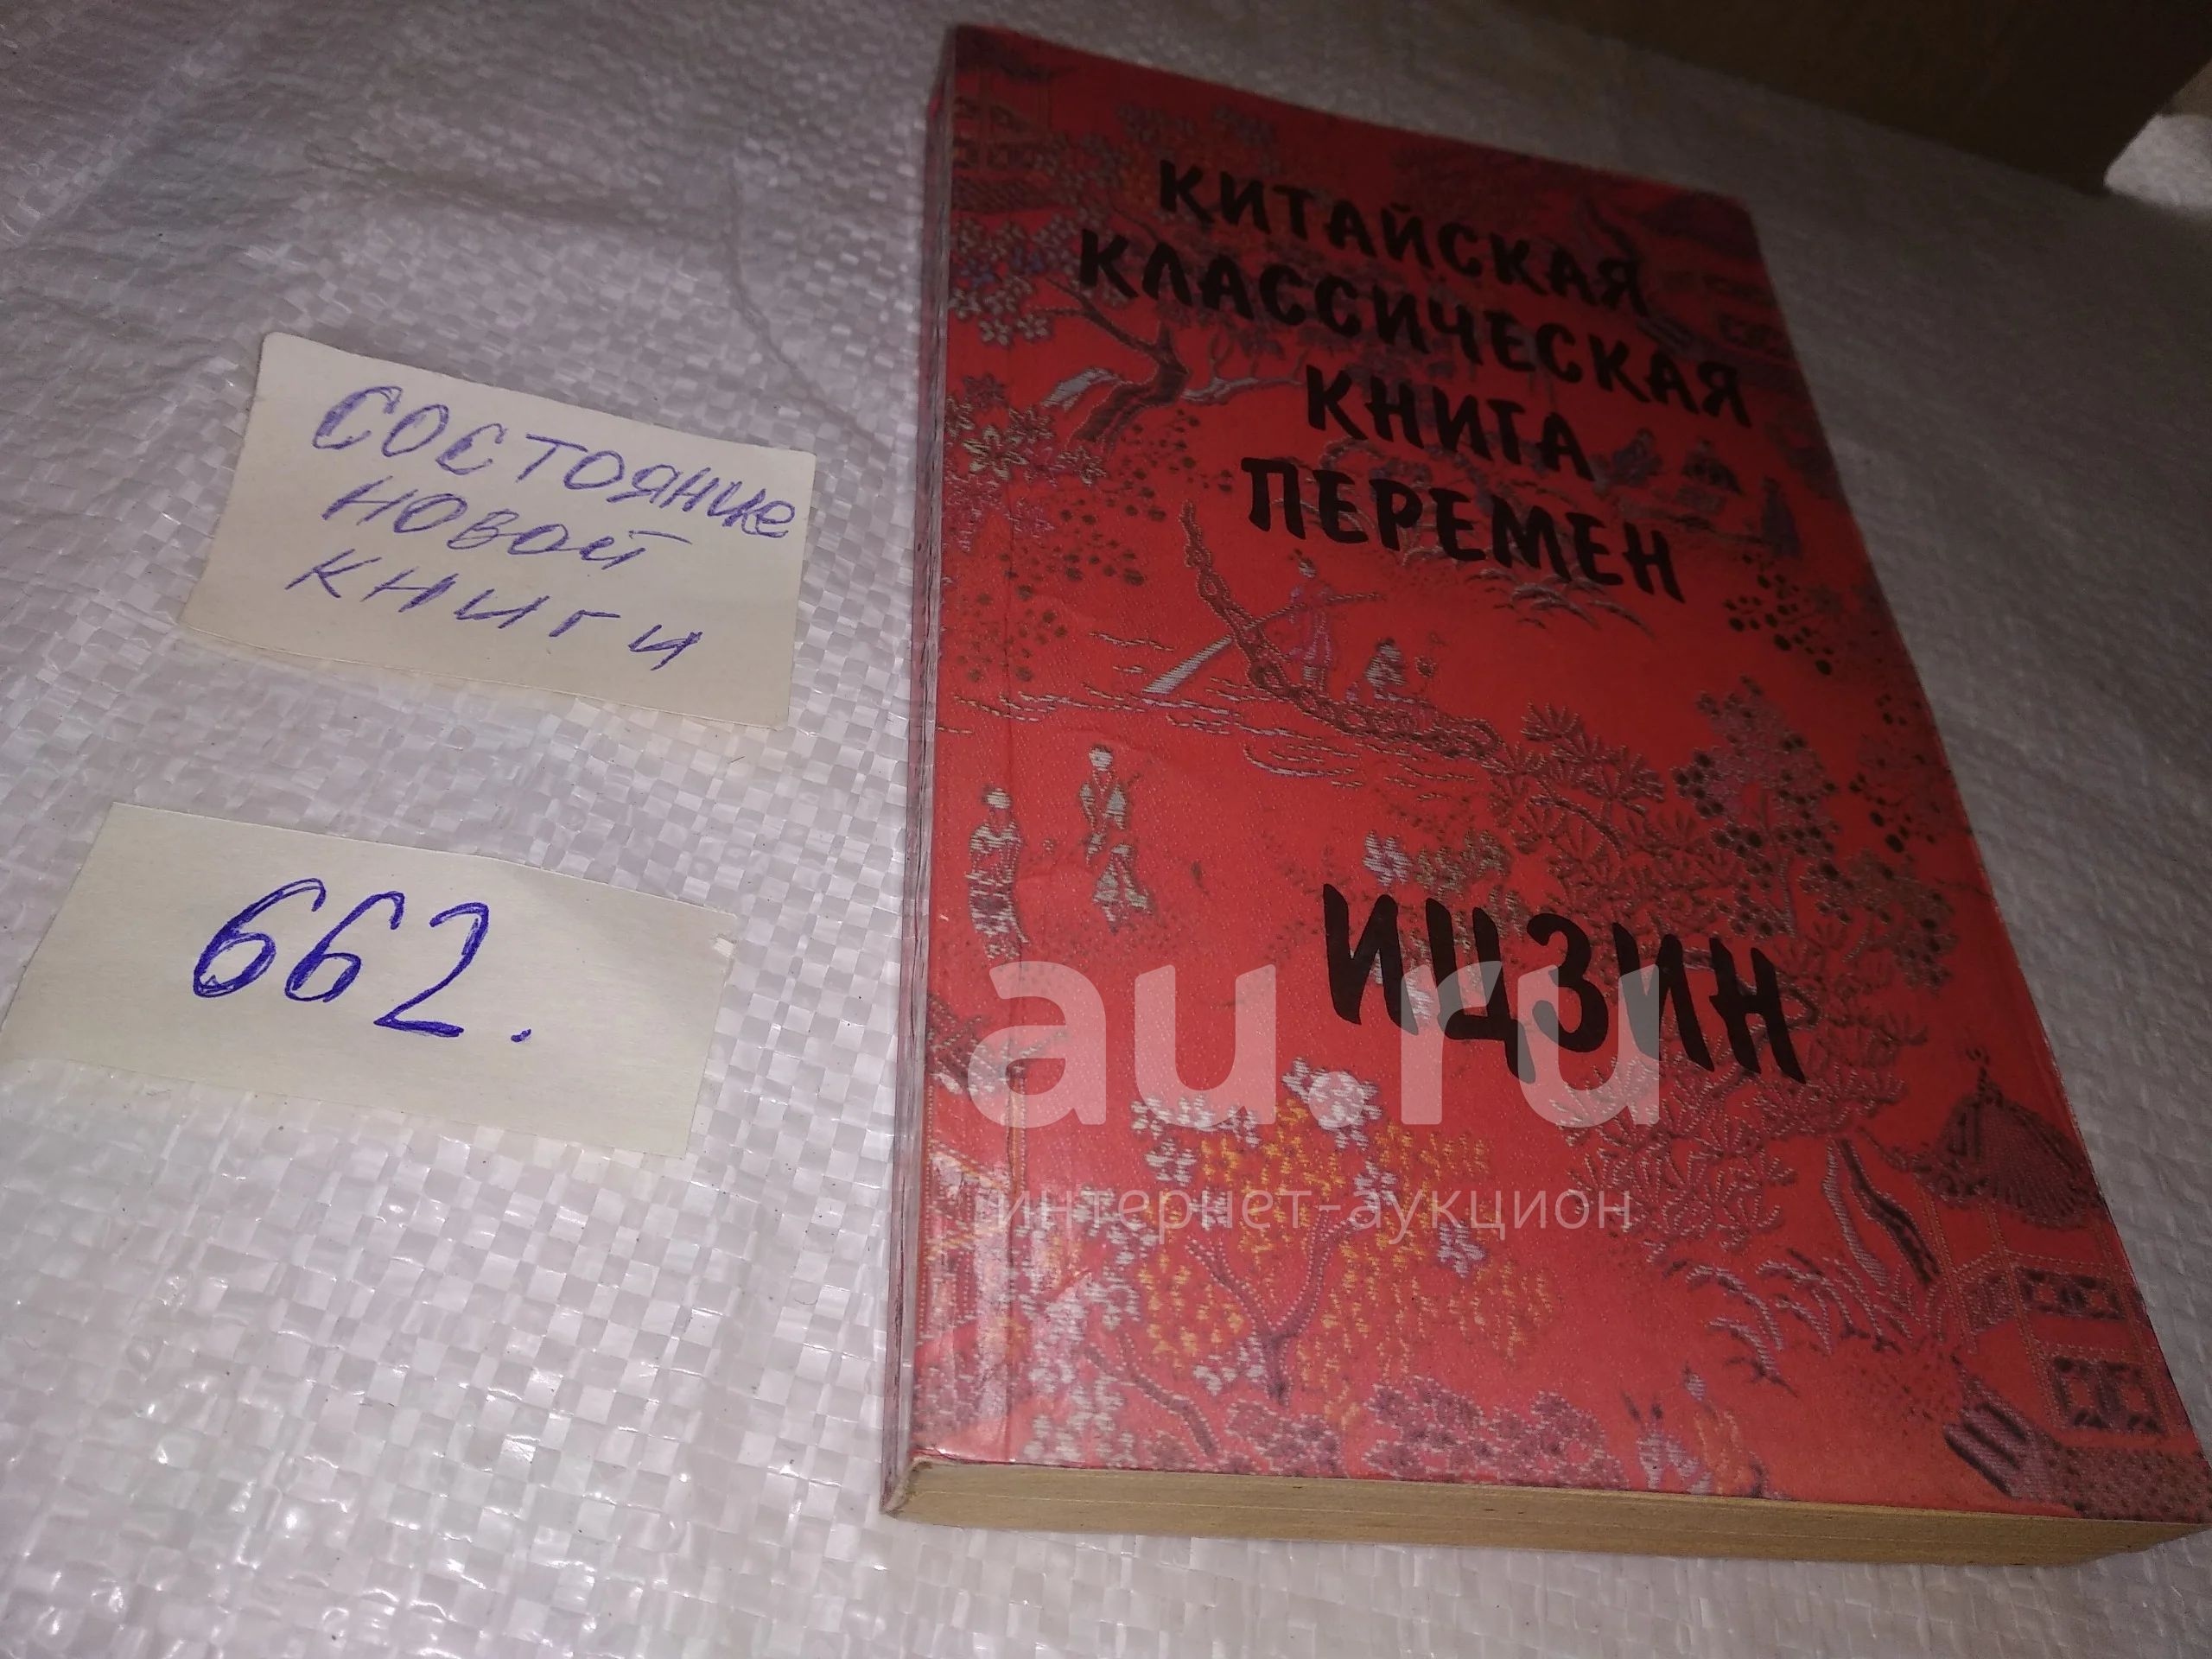 СОСТОЯНИЕ
НОВОЙ
КНИГИ
662.
КИТАЙСКАЯ
КЛАССИЧЕСКАЯ
КНИГА
ПЕРЕМЕН
ИЦЗИН
au.ru
интернет-аукцион